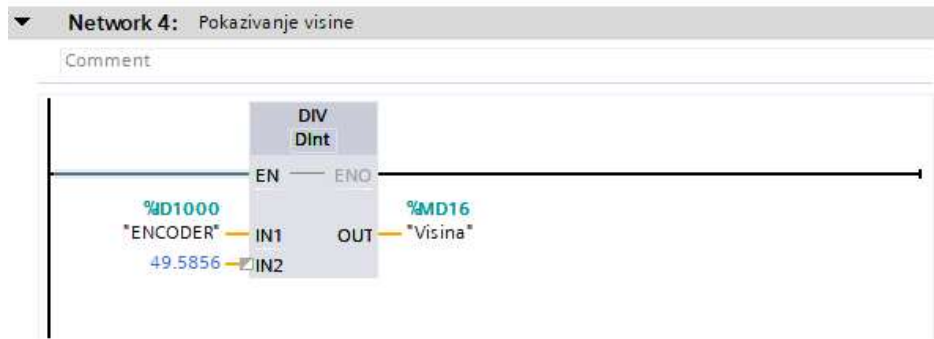 Network 4: Pokazivanje visine
Comment
DIV
DInt
EN ENO
%ID1000 %MD16
"ENCODER" IN1 OUT "Visina"
49.5856 IN2